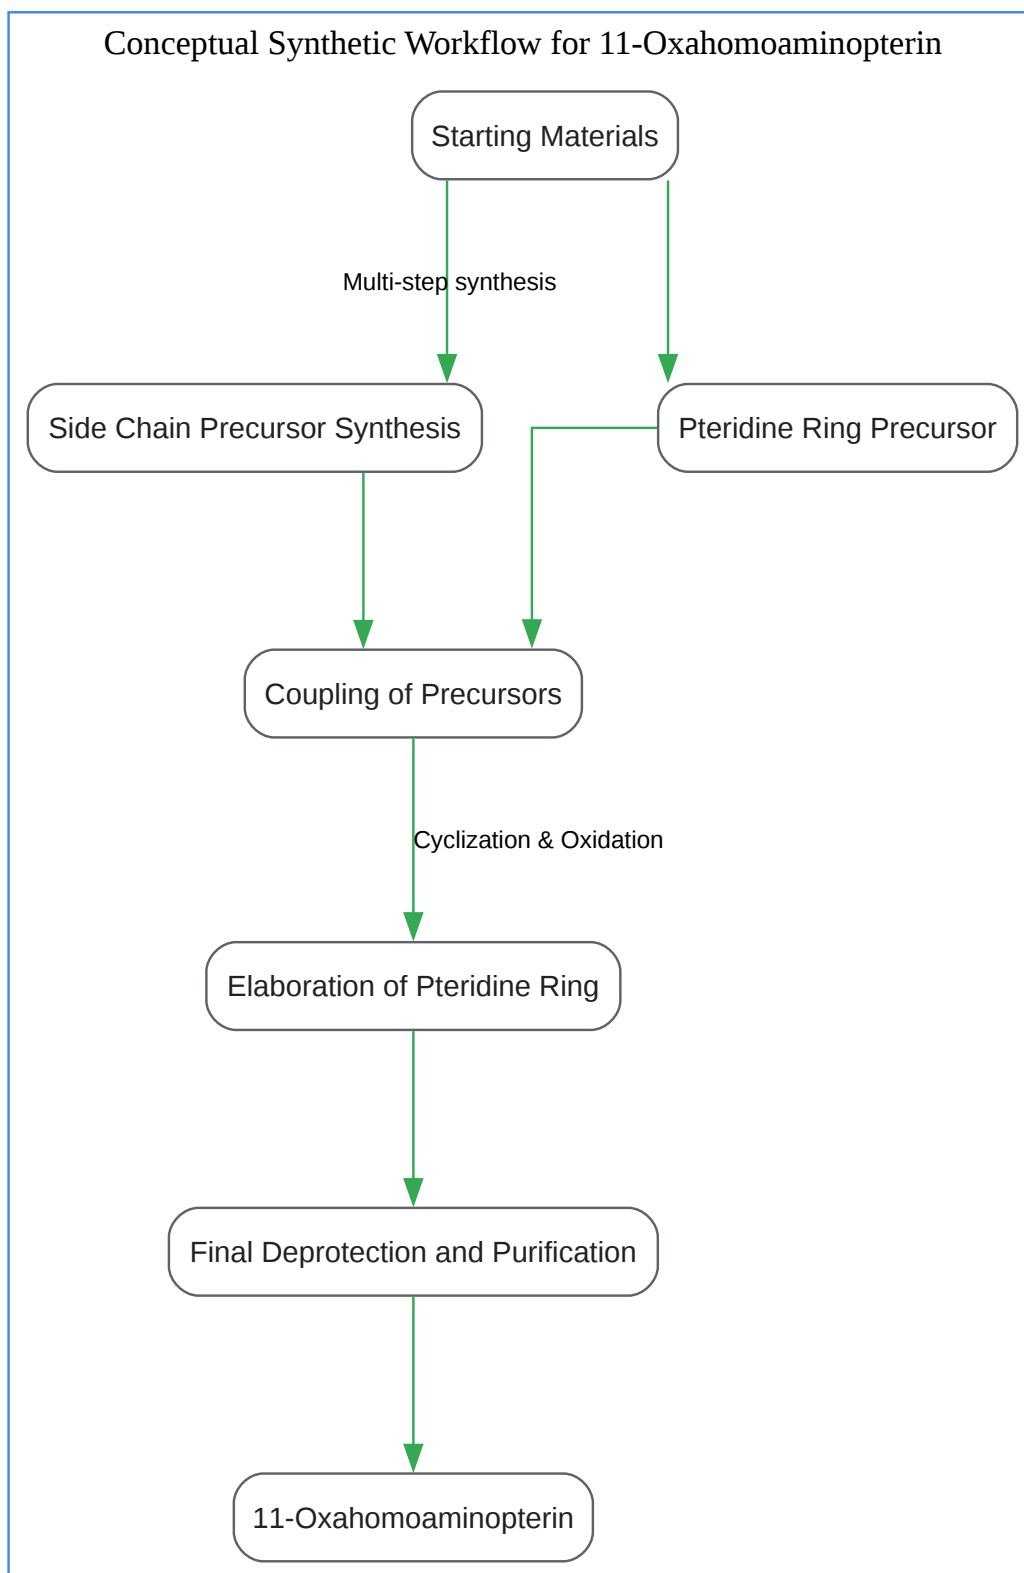 Conceptual Synthetic Workflow for 11-Oxahomoaminopterin
Starting Materials
Multi-step synthesis
Side Chain Precursor Synthesis
Pteridine Ring Precursor
Coupling of Precursors
Cyclization & Oxidation
Elaboration of Pteridine Ring
Final Deprotection and Purification
11-Oxahomoaminopterin